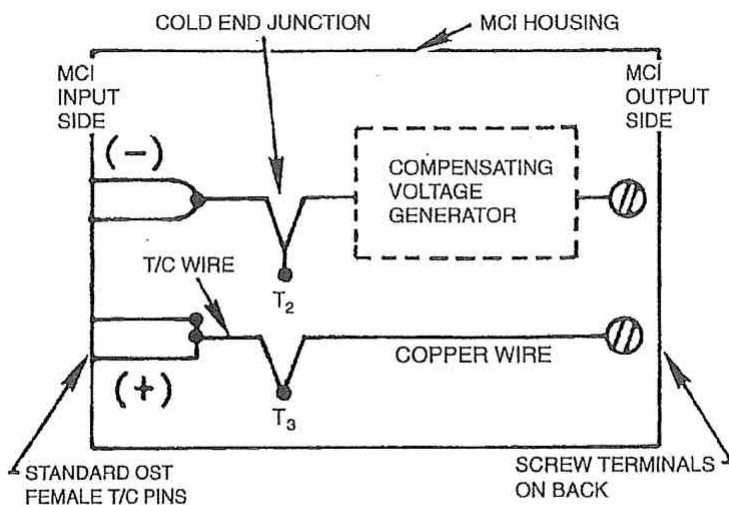 COLD END JUNCTION
MCI HOUSING
MCI
INPUT
SIDE
MCI
OUTPUT
SIDE
(-)
COMPENSATING
VOLTAGE
GENERATOR
T/C WIRE
T2
COPPER WIRE
(+)
T3
STANDARD OST
FEMALE T/C PINS
SCREW TERMINALS
ON BACK